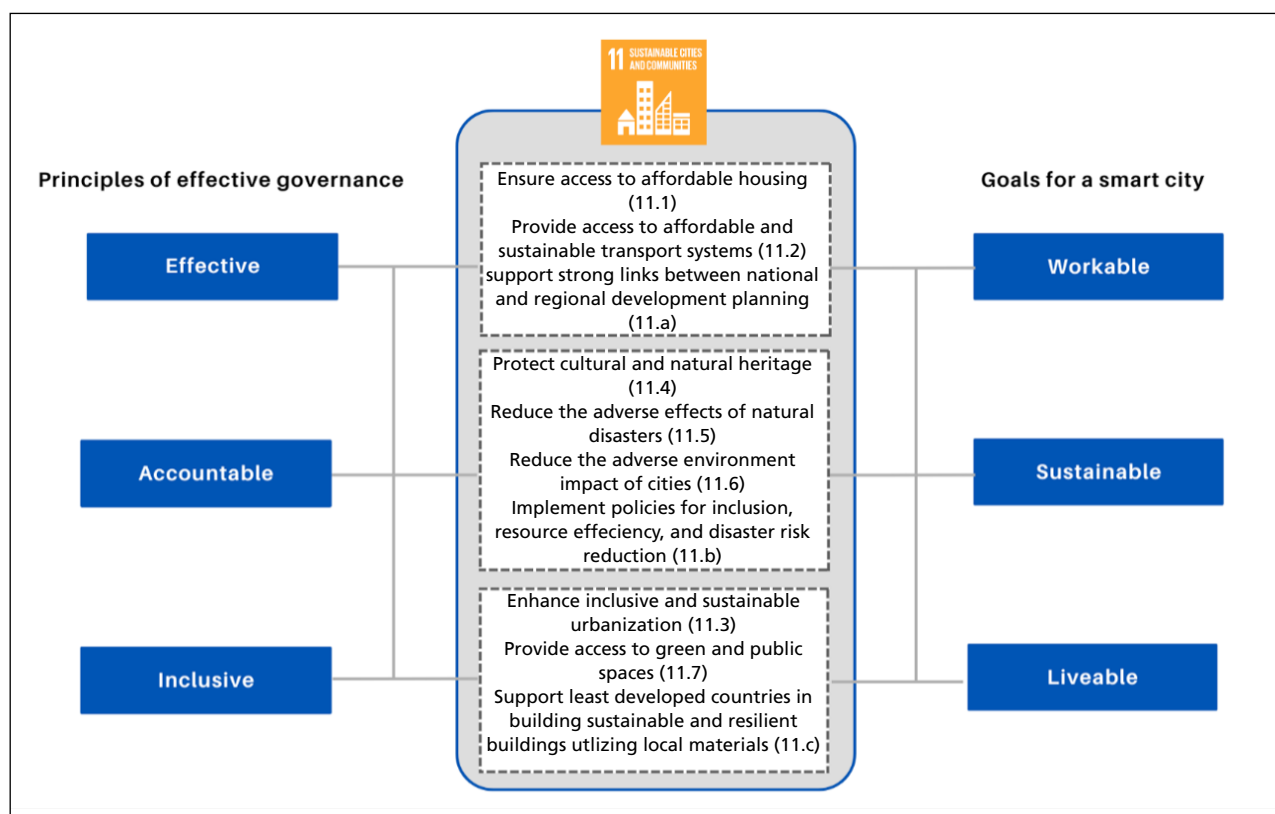 11 SUSTAINABLE CITIES
AND COMMUNITIES
Principles of effective governance
Effective
Accountable
Inclusive
Ensure access to affordable housing
(11.1)
Provide access to affordable and
sustainable transport systems (11.2)
support strong links between national
and regional development planning
(11.a)
Protect cultural and natural heritage
(11.4)
Reduce the adverse effects of natural
disasters (11.5)
Reduce the adverse environment
impact of cities (11.6)
Implement policies for inclusion,
resource effeciency, and disaster risk
reduction (11.b)
Enhance inclusive and sustainable
urbanization (11.3)
Provide access to green and public
spaces (11.7)
Support least developed countries in
building sustainable and resilient
buildings utlizing local materials (11.c)
Goals for a smart city
Workable
Sustainable
Liveable